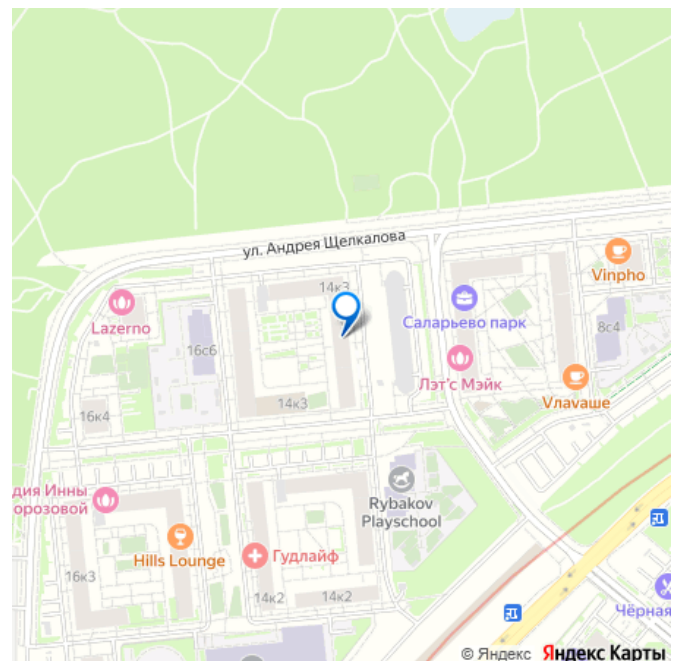 ул. Андрея Щелкалова
Vinpho
14к3
Lazerno
Саларьево парк
8с4
16с6
Лэт'с Мэйк
Vлаваше
14к3
16к4
Rybakov
Playschool
дия Инны
орозовой
Hills Lounge
Гудлайф
16к3
14к2
14к2
Чёрная
© Яндекс Яндекс Карты